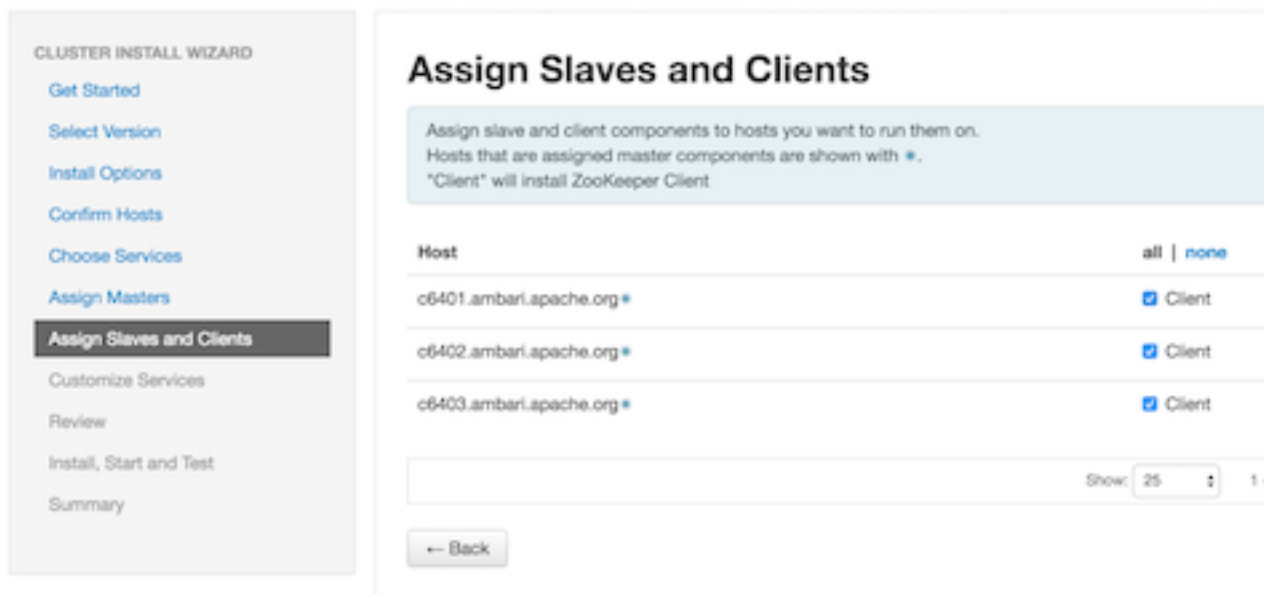 CLUSTER INSTALL WIZARD
Get Started
Select Version
Install Options
Confirm Hosts
Choose Services
Assign Masters
Assign Slaves and Clients
Customize Services
Review
Install, Start and Test
Summary
Assign Slaves and Clients
Assign slave and client components to hosts you want to run them on.
Hosts that are assigned master components are shown with ✵.
"Client" will install ZooKeeper Client
Host all | none
c6401.ambari.apache.org✵ Client
c6402.ambari.apache.org✵ Client
c6403.ambari.apache.org✵ Client
Show: 25 1 -
← Back